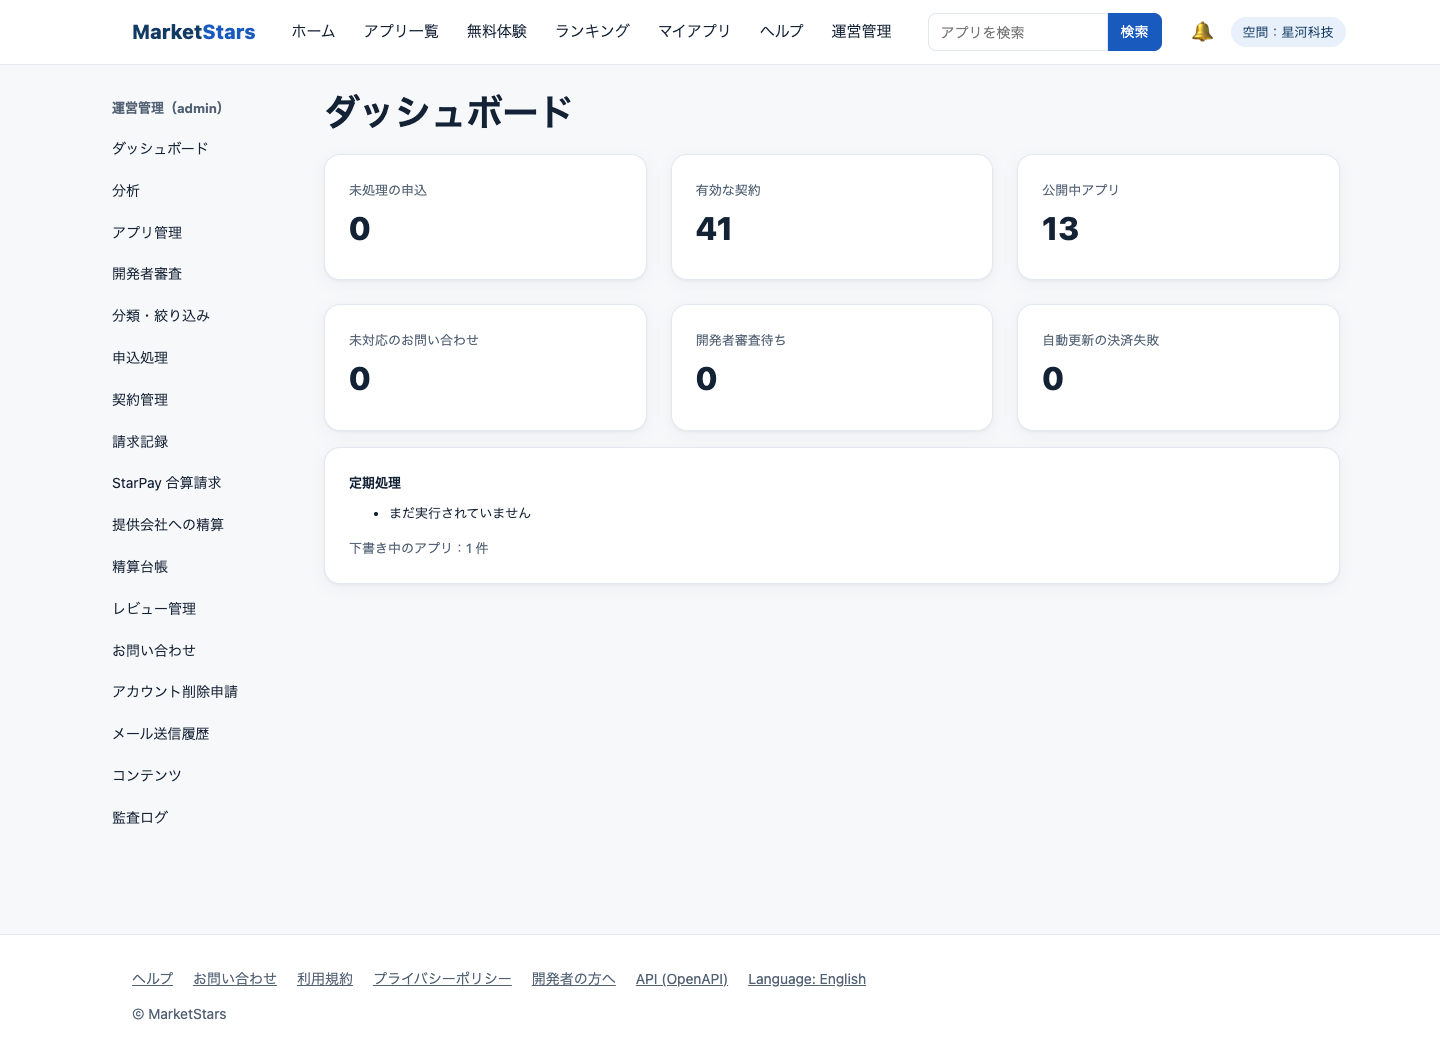 MarketStars ホーム アプリ一覧 無料体験 ランキング マイアプリ ヘルプ 運営管理 アプリを検索 検索 空間：星河科技
運営管理（admin）
ダッシュボード
分析
アプリ管理
開発者審査
分類・絞り込み
申込処理
契約管理
請求記録
StarPay 合算請求
提供会社への精算
精算台帳
レビュー管理
お問い合わせ
アカウント削除申請
メール送信履歴
コンテンツ
監査ログ
ダッシュボード
未処理の申込
0
有効な契約
41
公開中アプリ
13
未対応のお問い合わせ
0
開発者審査待ち
0
自動更新の決済失敗
0
定期処理
• まだ実行されていません
下書き中のアプリ：1 件
ヘルプ お問い合わせ 利用規約 プライバシーポリシー 開発者の方へ API (OpenAPI) Language: English
© MarketStars